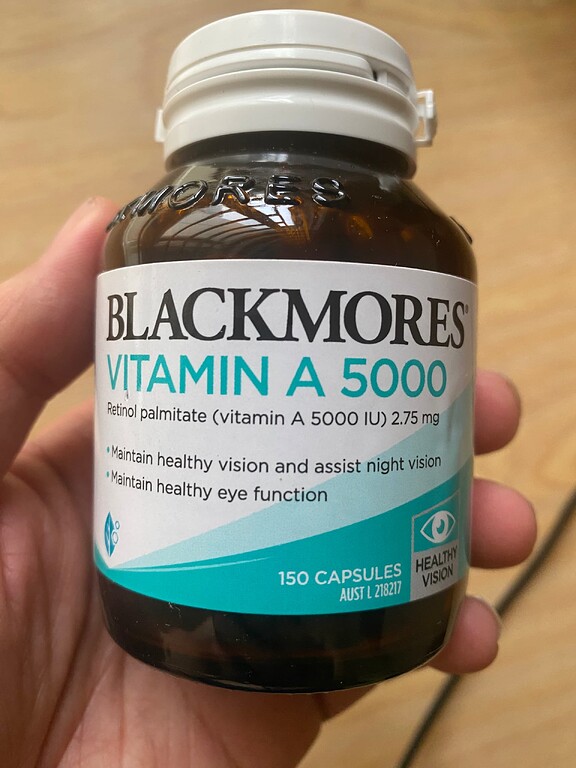 MORES
BLACKMORES®
VITAMIN A 5000
Retinol palmitate (vitamin A 5000 IU) 2.75 mg
• Maintain healthy vision and assist night vision
• Maintain healthy eye function
150 CAPSULES
AUST L 218217
HEALTHY
VISION